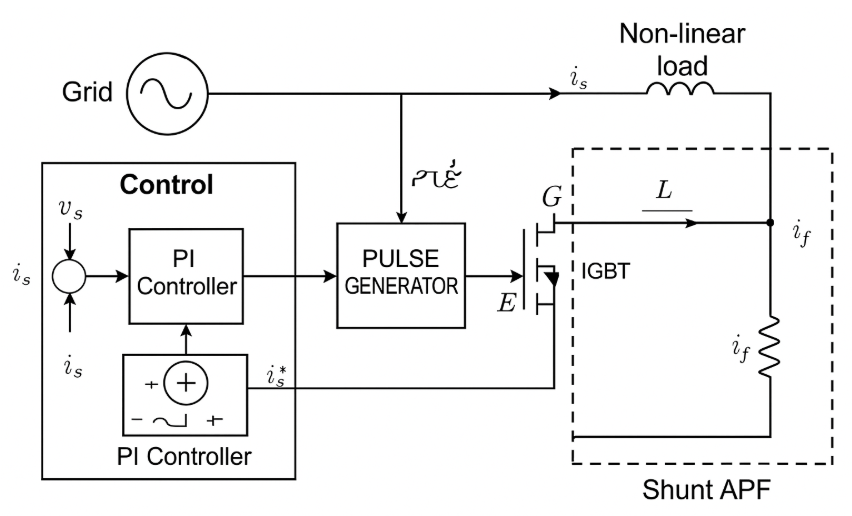 Non-linear
load
Grid
i_s
Control
v_s
i_s
PI
Controller
PULSE
GENERATOR
G
L
i_f
IGBT
E
i_s
i_s*
i_f
+ +
− +
PI Controller
Shunt APF